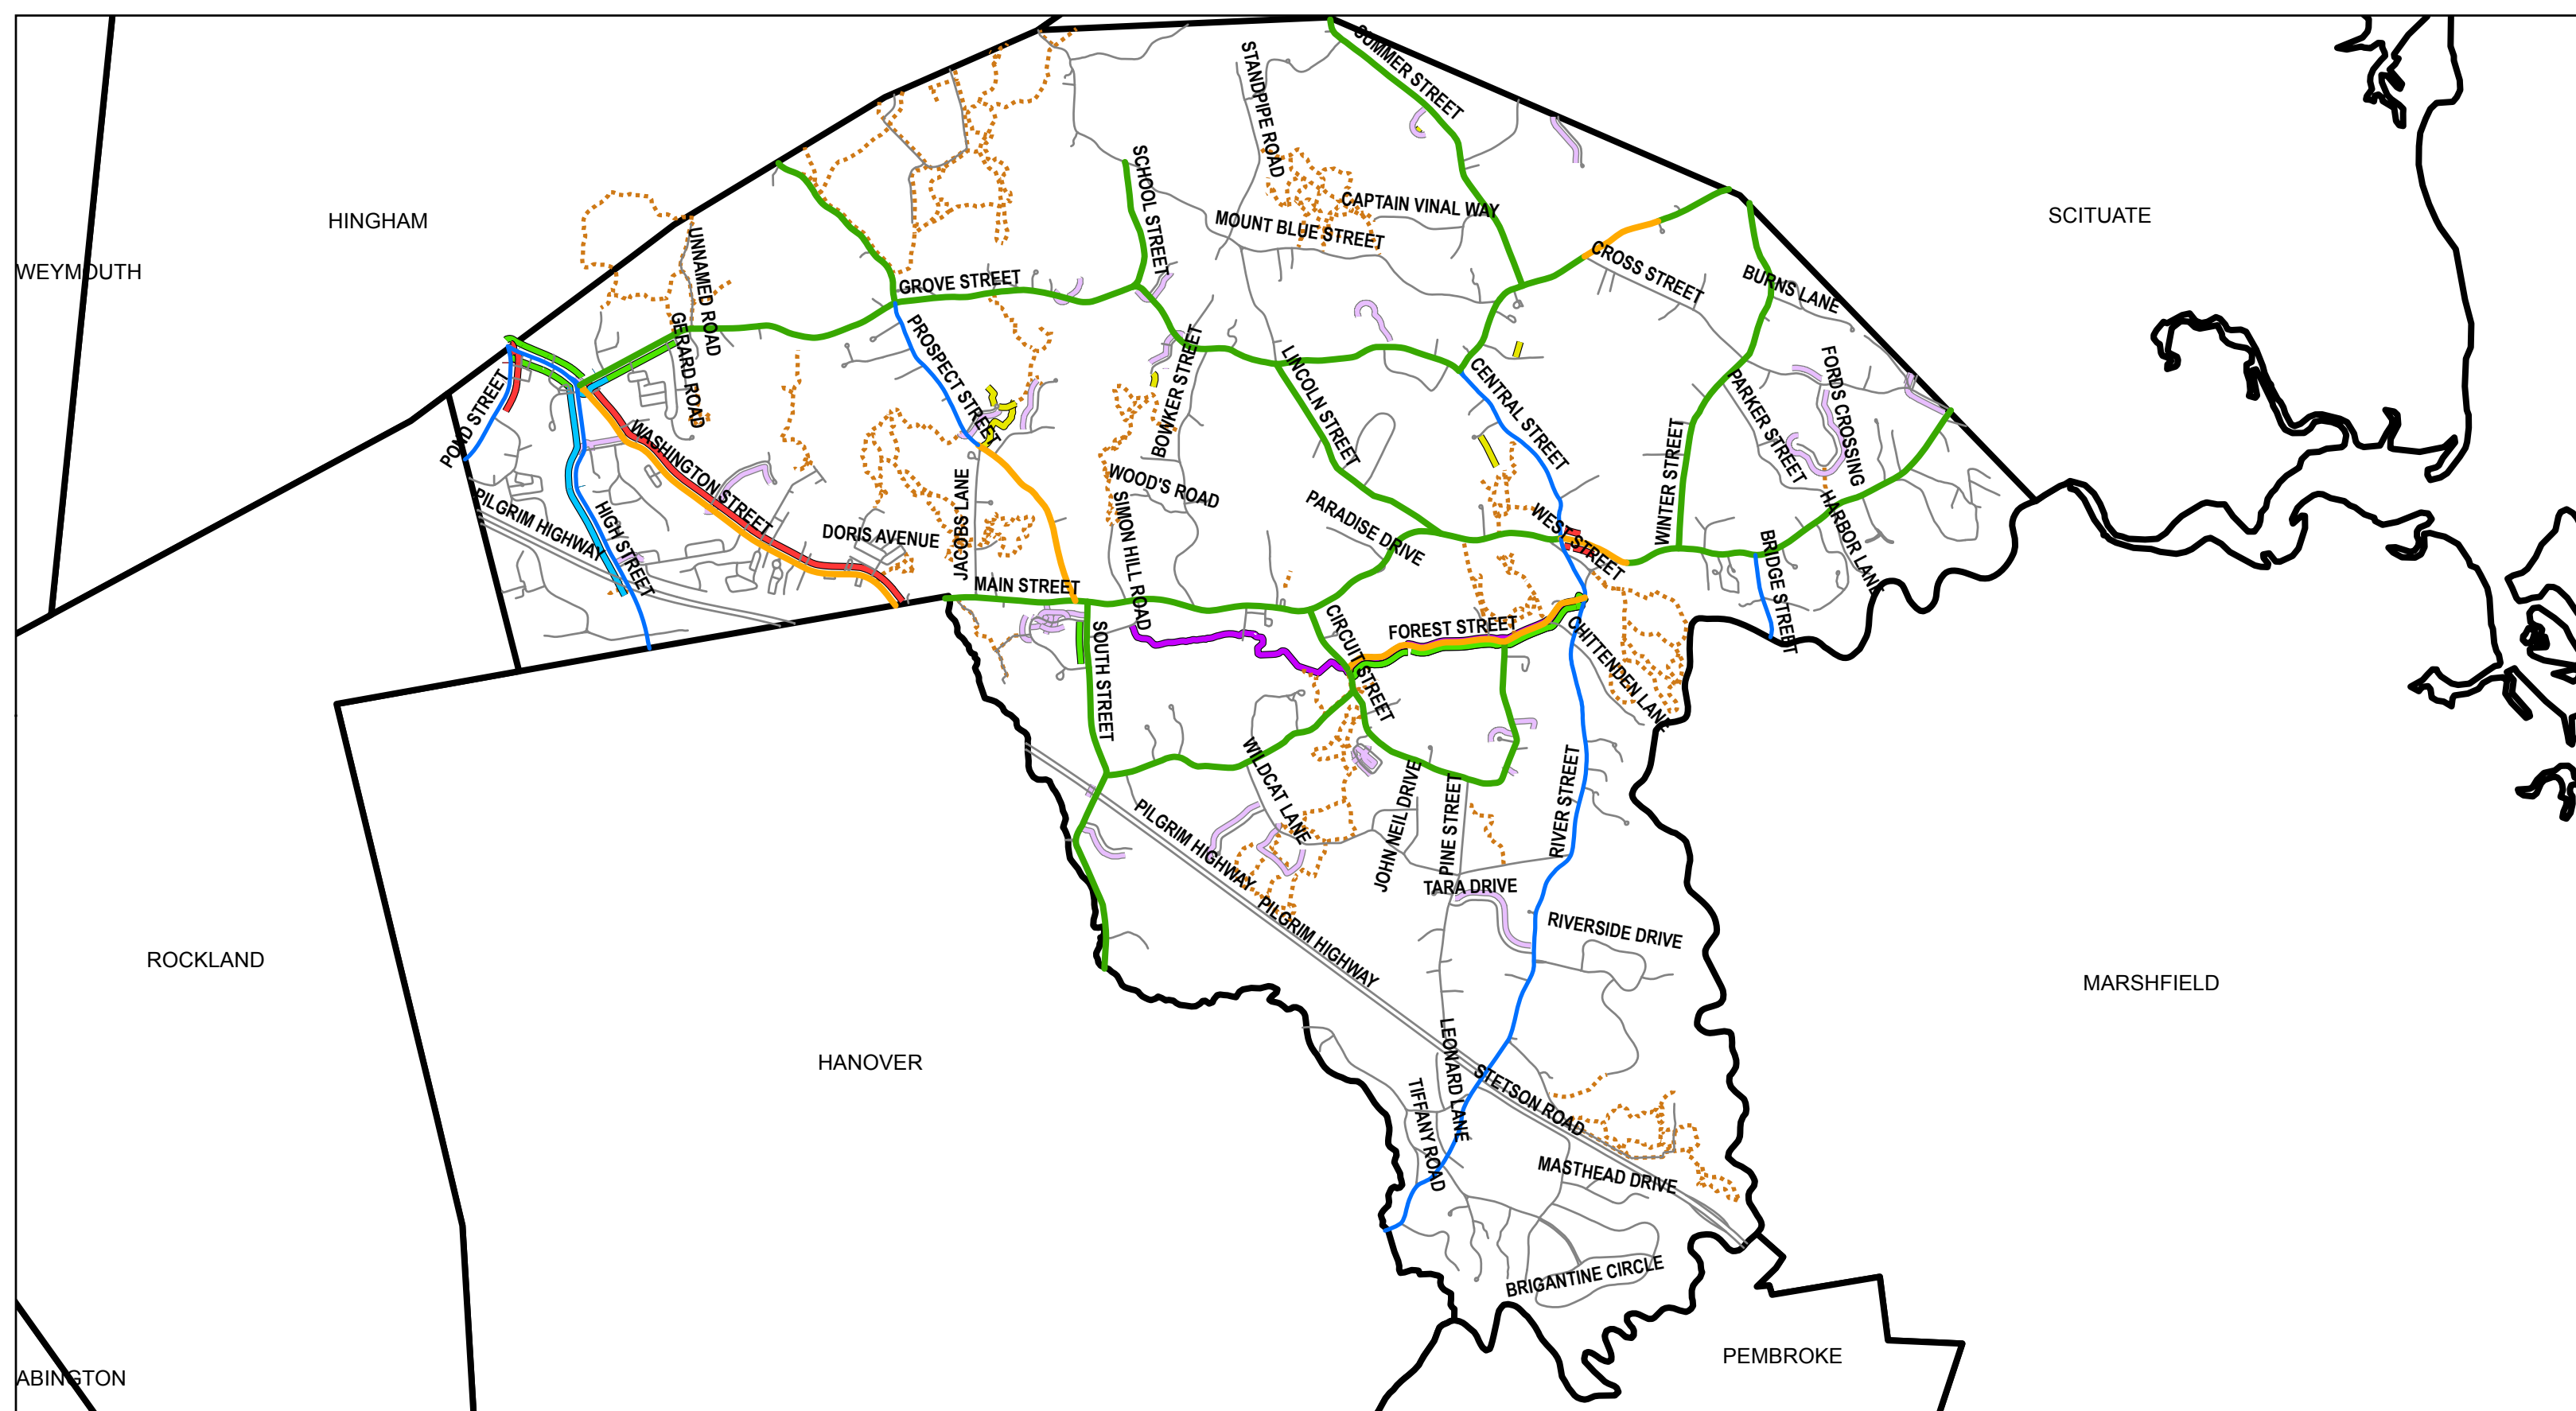 SUMMER STREET
STANDPIPE ROAD
SCHOOL STREET
CAPTAIN VINAL WAY
MOUNT BLUE STREET
HINGHAM
SCITUATE
WEYMOUTH
UNNAMED ROAD
GROVE STREET
CROSS STREET
BURNS LANE
GERARD ROAD
PROSPECT STREET
BOWKER STREET
LINCOLN STREET
CENTRAL STREET
PARKER STREET
FORDS CROSSING
POND STREET
WASHINGTON STREET
WOOD'S ROAD
WINTER STREET
PILGRIM HIGHWAY
HIGH STREET
DORIS AVENUE
JACOBS LANE
SIMON HILL ROAD
PARADISE DRIVE
WEST STREET
HARBOR LANE
BRIDGE STREET
MAIN STREET
SOUTH STREET
CIRCUIT STREET
FOREST STREET
CHITTENDEN LANE
WILDCAT LANE
PILGRIM HIGHWAY
JOHN NEIL DRIVE
PINE STREET
RIVER STREET
TARA DRIVE
PILGRIM HIGHWAY
RIVERSIDE DRIVE
ROCKLAND
MARSHFIELD
HANOVER
LEONARD LANE
TIFFANY ROAD
STETSON ROAD
MASTHEAD DRIVE
BRIGANTINE CIRCLE
PEMBROKE
ABINGTON